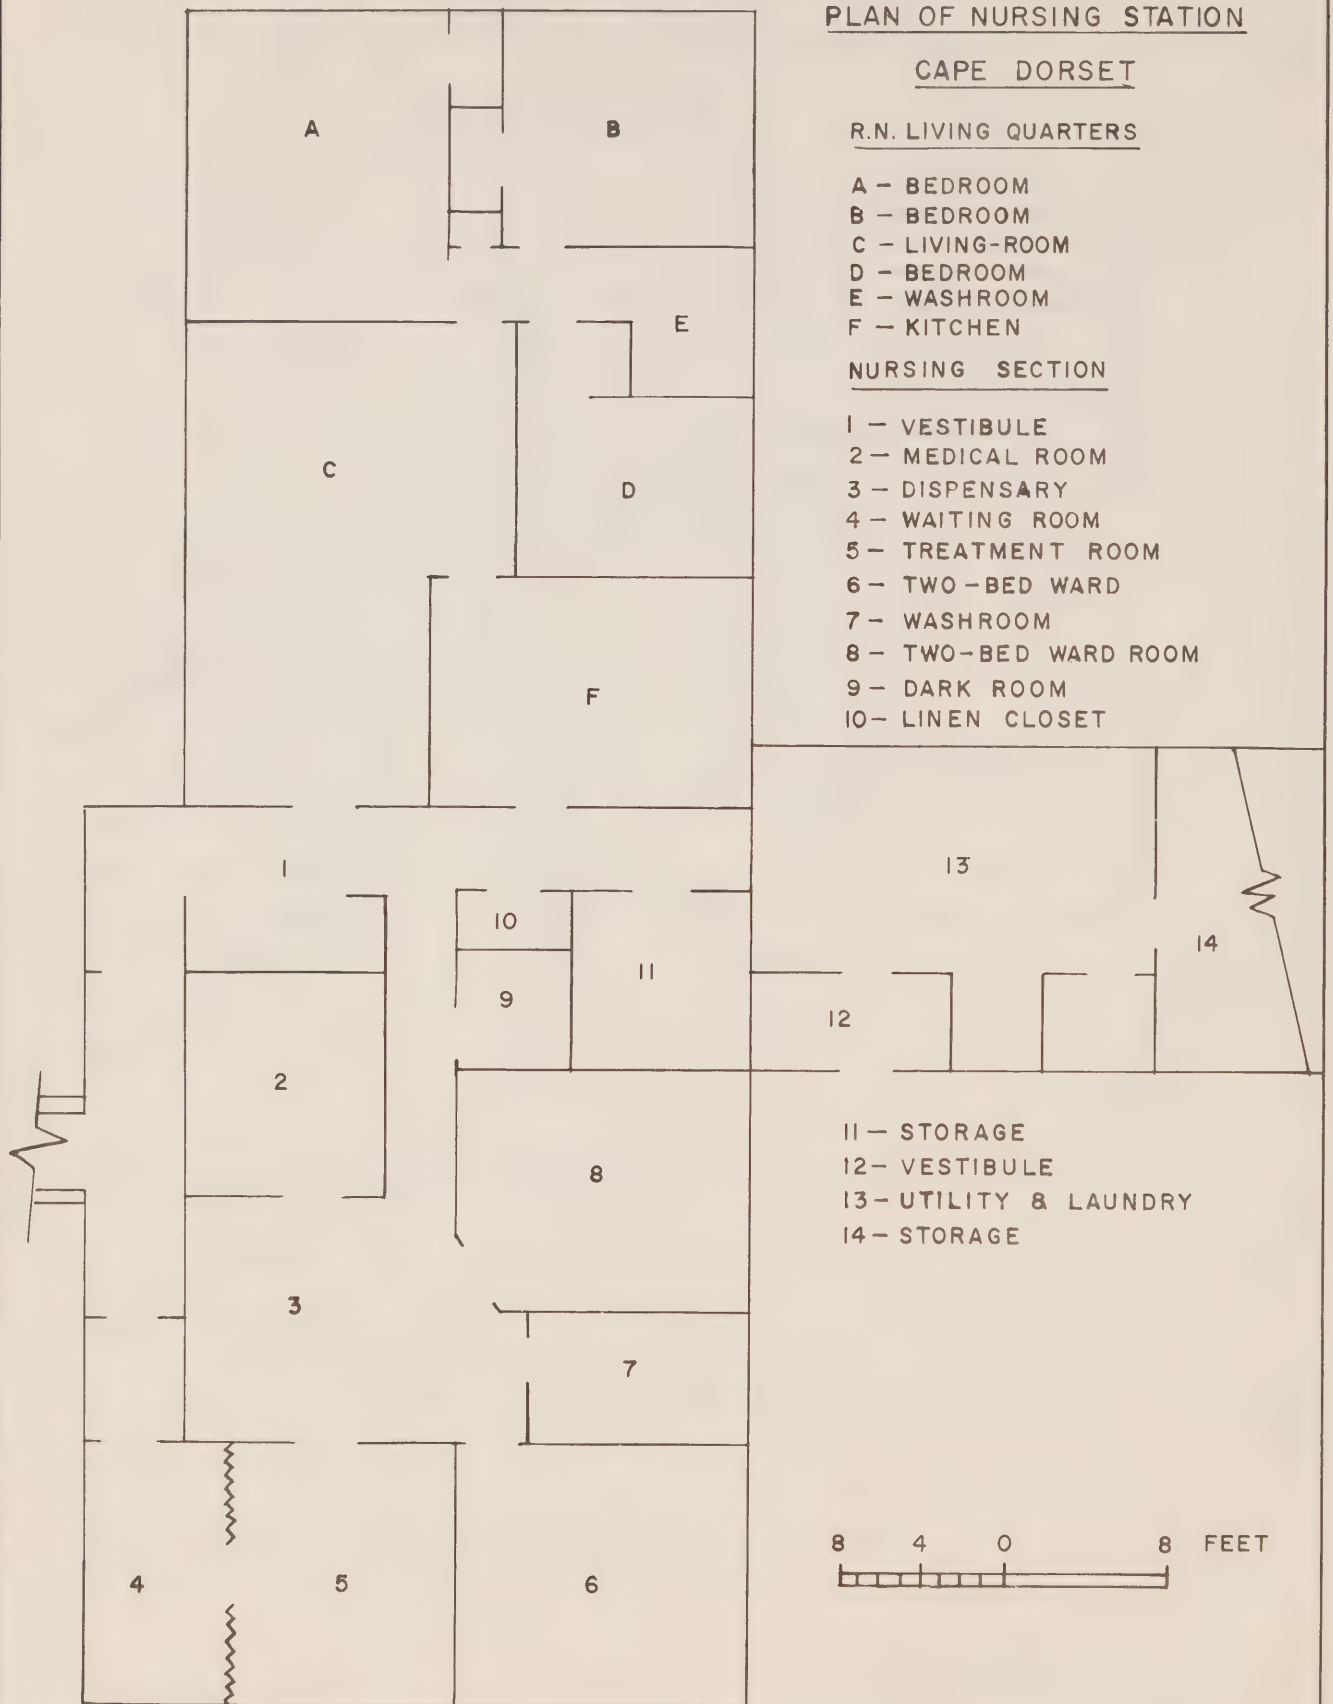 PLAN OF NURSING STATION
CAPE DORSET
R.N. LIVING QUARTERS
A - BEDROOM
B - BEDROOM
C - LIVING-ROOM
D - BEDROOM
E - WASHROOM
F - KITCHEN
NURSING SECTION
1 - VESTIBULE
2 - MEDICAL ROOM
3 - DISPENSARY
4 - WAITING ROOM
5 - TREATMENT ROOM
6 - TWO-BED WARD
7 - WASHROOM
8 - TWO-BED WARD ROOM
9 - DARK ROOM
10 - LINEN CLOSET
11 - STORAGE
12 - VESTIBULE
13 - UTILITY & LAUNDRY
14 - STORAGE
A
B
E
C
D
F
1
13
10
14
11
9
12
2
8
3
7
4
5
6
8 4 0 8 FEET